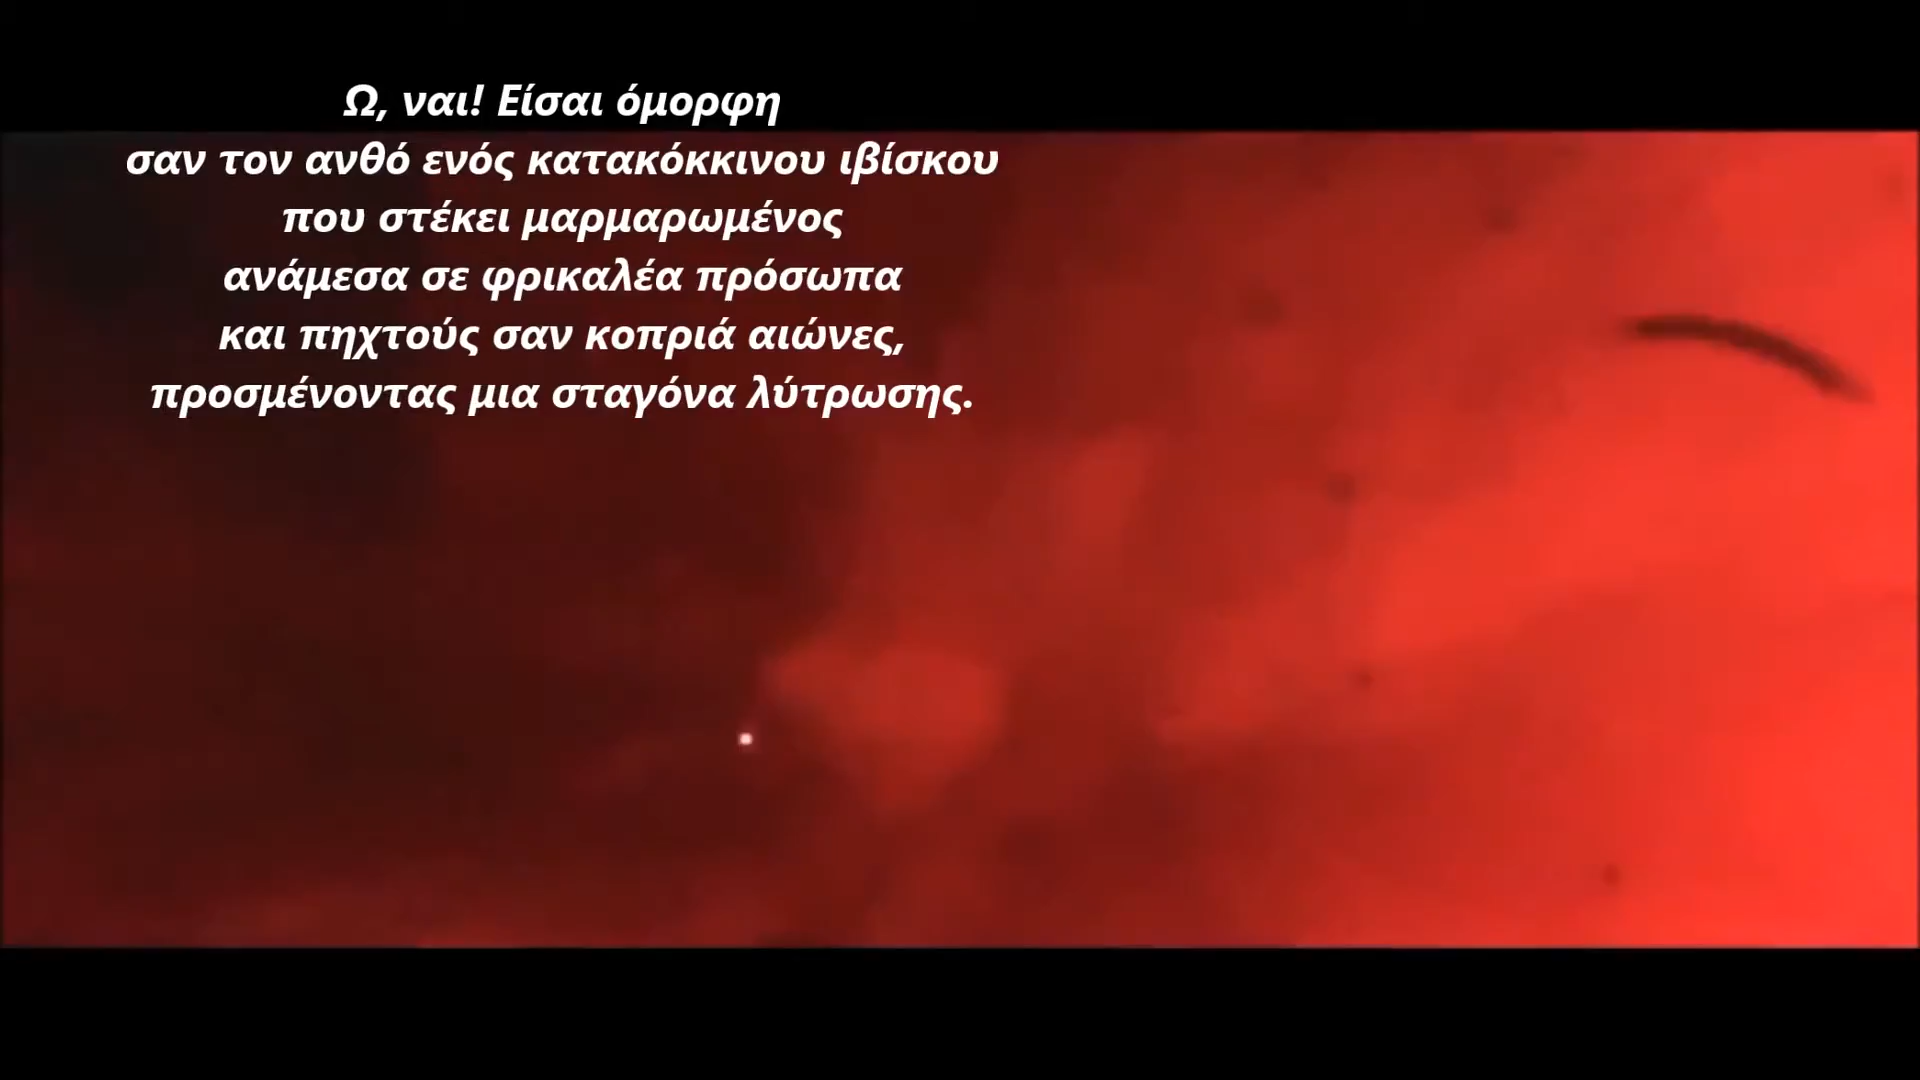 Ω, ναι! Είσαι όμορφη
σαν τον ανθό ενός κατακόκκινου ιβίσκου
που στέκει μαρμαρωμένος
ανάμεσα σε φρικαλέα πρόσωπα
και πηχτούς σαν κοπριά αιώνες,
προσμένοντας μια σταγόνα λύτρωσης.